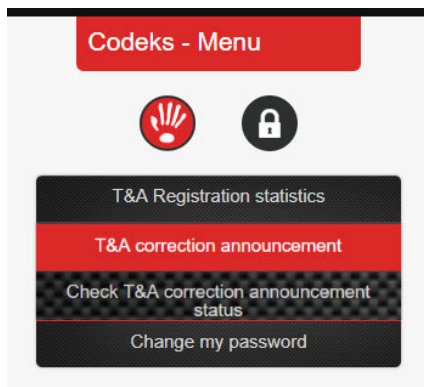 Codeks - Menu
T&A Registration statistics
T&A correction announcement
Check T&A correction announcement
status
Change my password